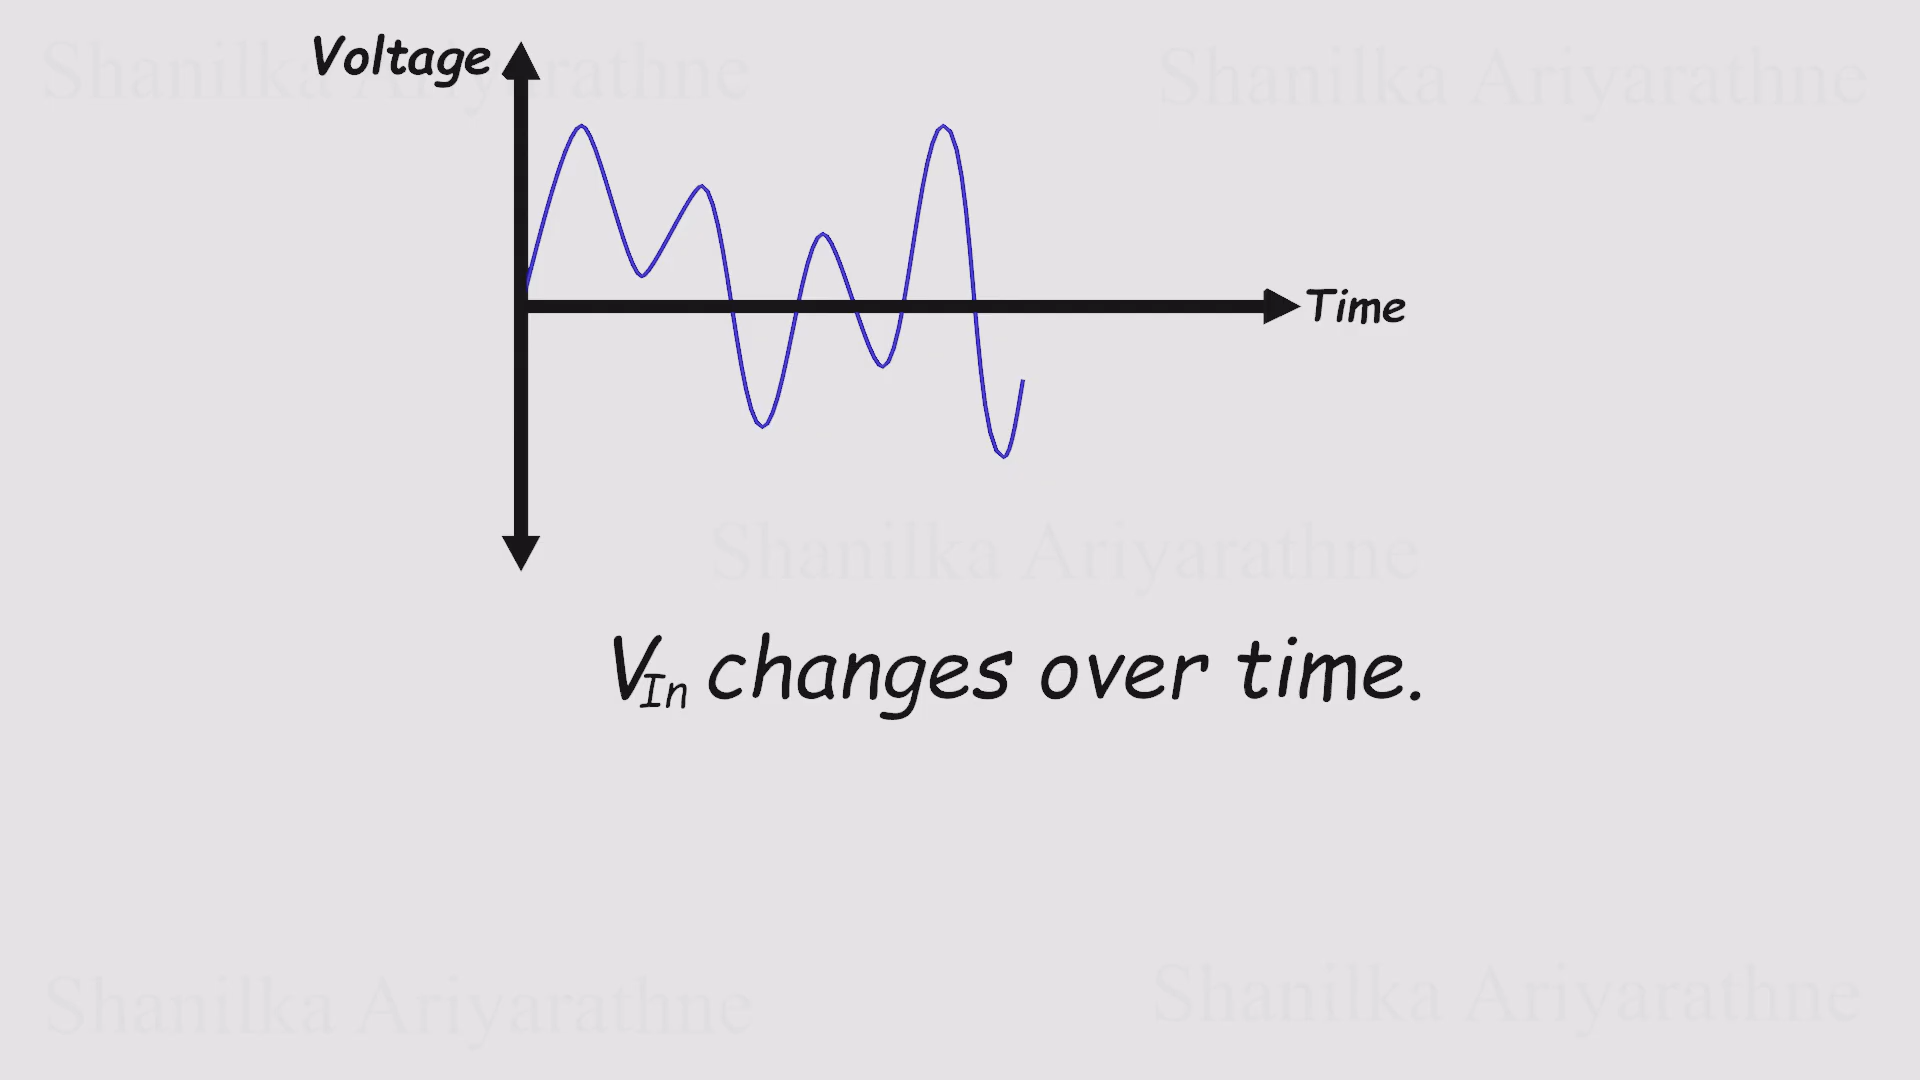 Voltage
Shanilka Ariyarathne
Shanilka Ariyarathne
Time
Shanilka Ariyarathne
VIn changes over time.
Shanilka Ariyarathne
Shanilka Ariyarathne